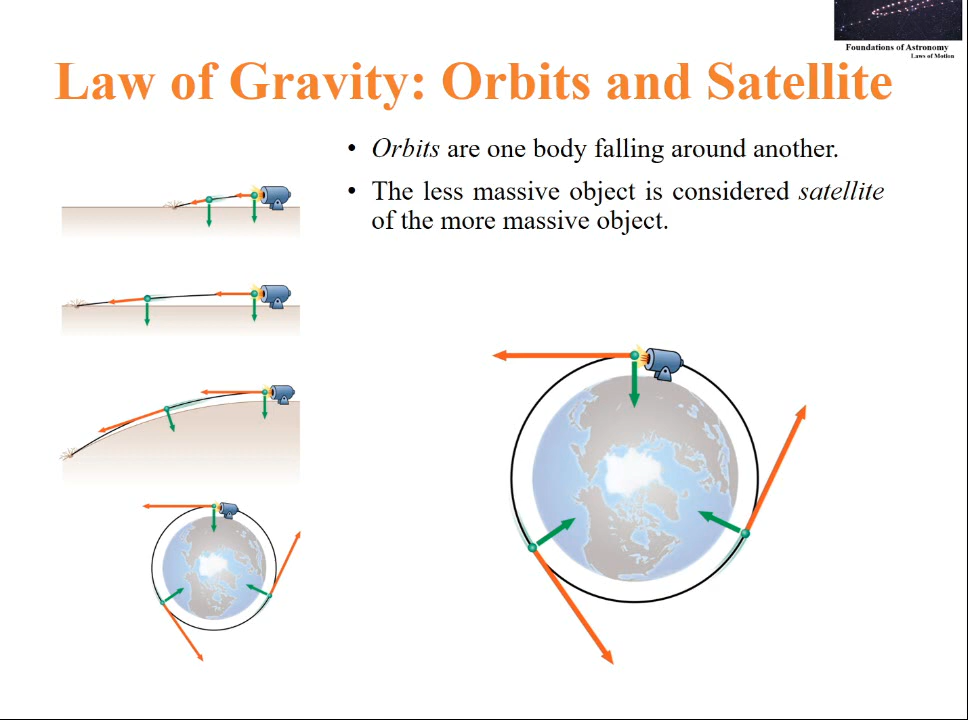 Foundations of Astronomy
Laws of Motion
Law of Gravity: Orbits and Satellite
• Orbits are one body falling around another.
• The less massive object is considered satellite
of the more massive object.